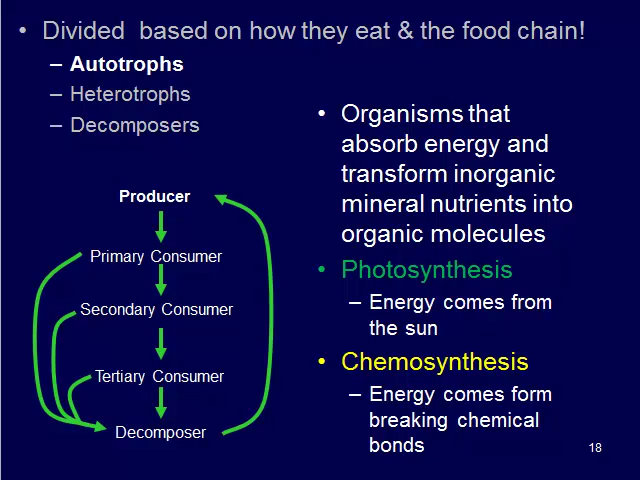 • Divided based on how they eat & the food chain!
– Autotrophs
– Heterotrophs
– Decomposers
Producer
Primary Consumer
Secondary Consumer
Tertiary Consumer
Decomposer
• Organisms that
absorb energy and
transform inorganic
mineral nutrients into
organic molecules
• Photosynthesis
– Energy comes from
the sun
• Chemosynthesis
– Energy comes form
breaking chemical
bonds
18